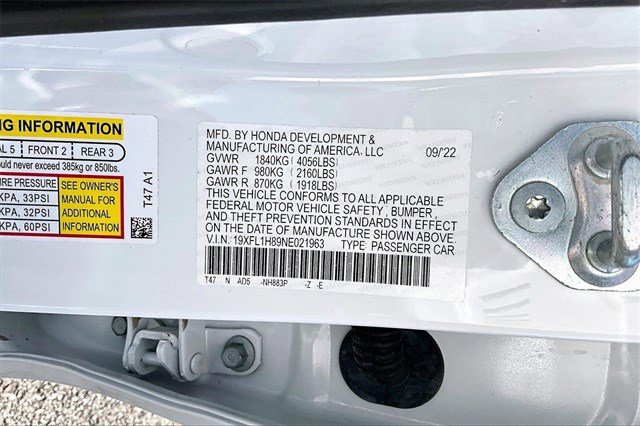 NG INFORMATION
AL 5 FRONT 2 REAR 3
ould never exceed 385kg or 850lbs.
IRE PRESSURE
KPA, 33PSI
KPA, 32PSI
KPA, 60PSI
SEE OWNER'S
MANUAL FOR
ADDITIONAL
INFORMATION
T47 A1
MFD. BY HONDA DEVELOPMENT &
MANUFACTURING OF AMERICA, LLC 09/22
GVWR 1840KG(4056LBS)
GAWR F 980KG (2160LBS)
GAWR R 870KG (1918LBS)
THIS VEHICLE CONFORMS TO ALL APPLICABLE
FEDERAL MOTOR VEHICLE SAFETY, BUMPER,
AND THEFT PREVENTION STANDARDS IN EFFECT
ON THE DATE OF MANUFACTURE SHOWN ABOVE.
V.I.N: 19XFL1H89NE021963 TYPE PASSENGER CAR
T47 N AD5 -NH883P -Z -E